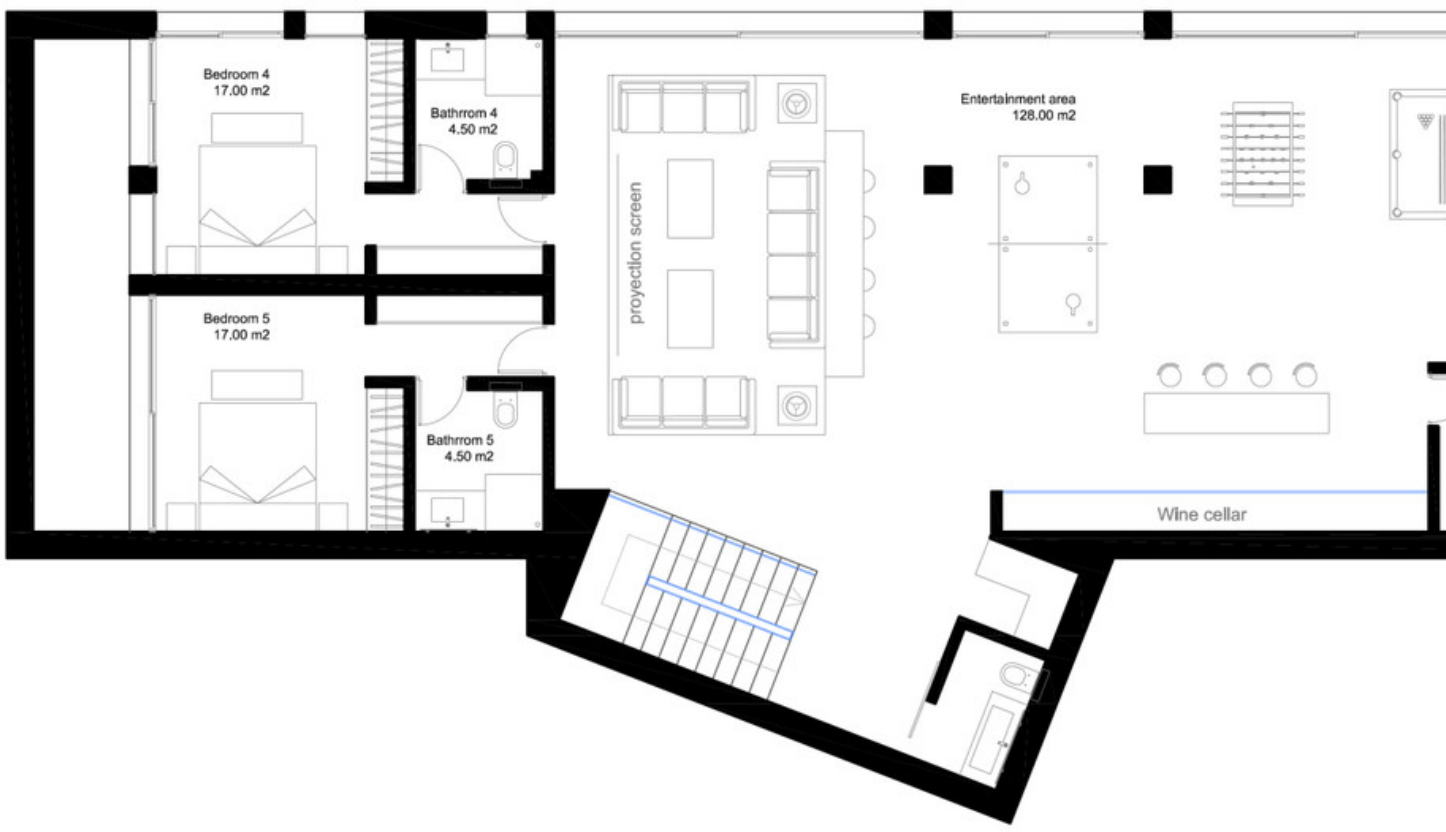 Bedroom 4
17.00 m2
Bathrrom 4
4.50 m2
Entertainment area
128.00 m2
proyection screen
Bedroom 5
17.00 m2
Bathrrom 5
4.50 m2
Wine cellar